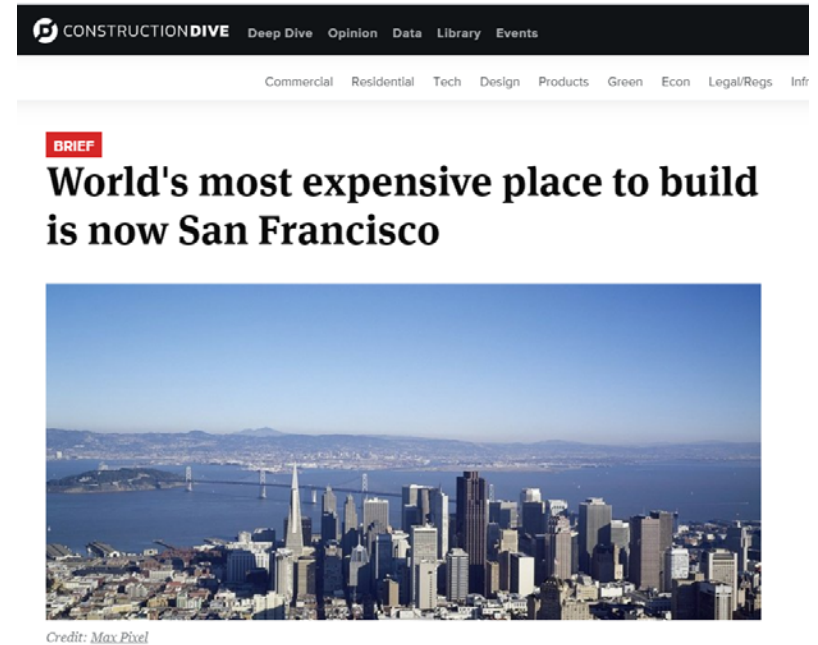 CONSTRUCTIONDIVE Deep Dive Opinion Data Library Events
Commercial Residential Tech Design Products Green Econ Legal/Regs Infr
BRIEF
World's most expensive place to build
is now San Francisco
Credit: Max Pixel